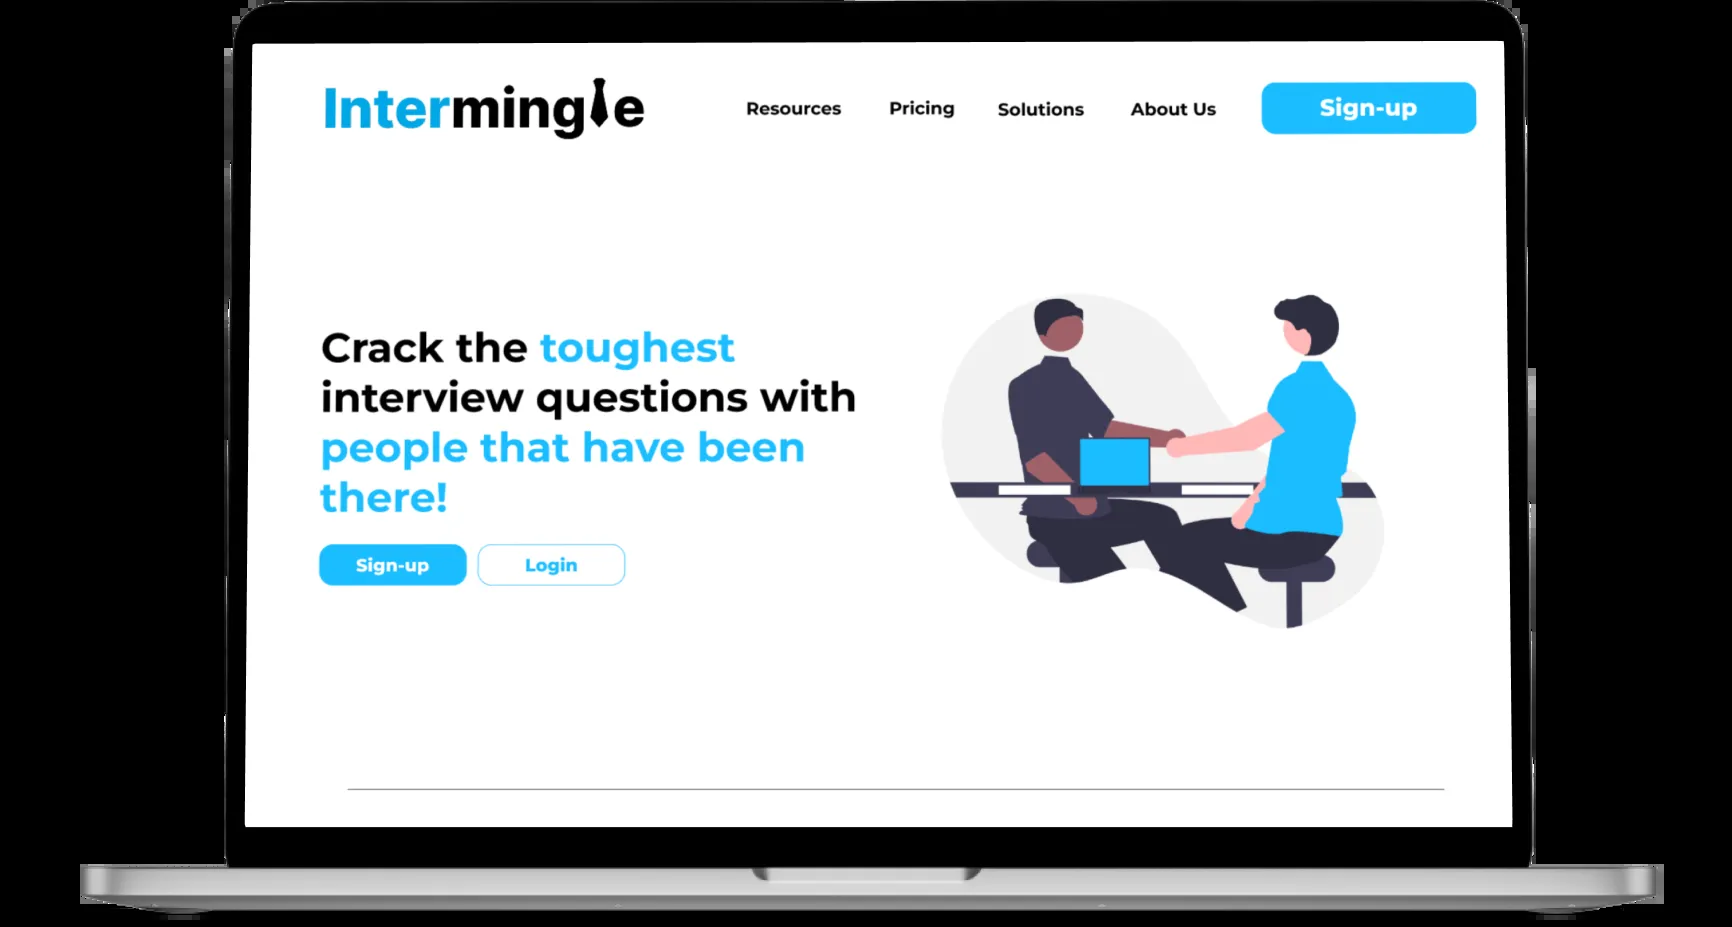 Intermingle
Resources Pricing Solutions About Us Sign-up
Crack the toughest
interview questions with
people that have been
there!
Sign-up Login